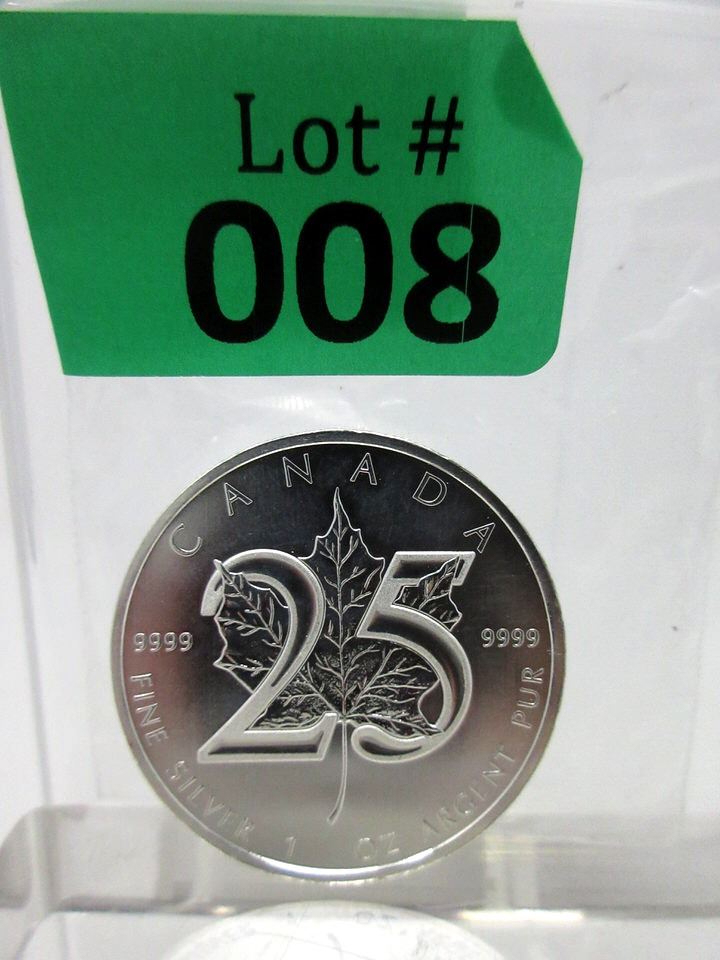 Lot #
008
CANADA
25
9999 9999
FINE SILVER 1 OZ ARGENT PUR